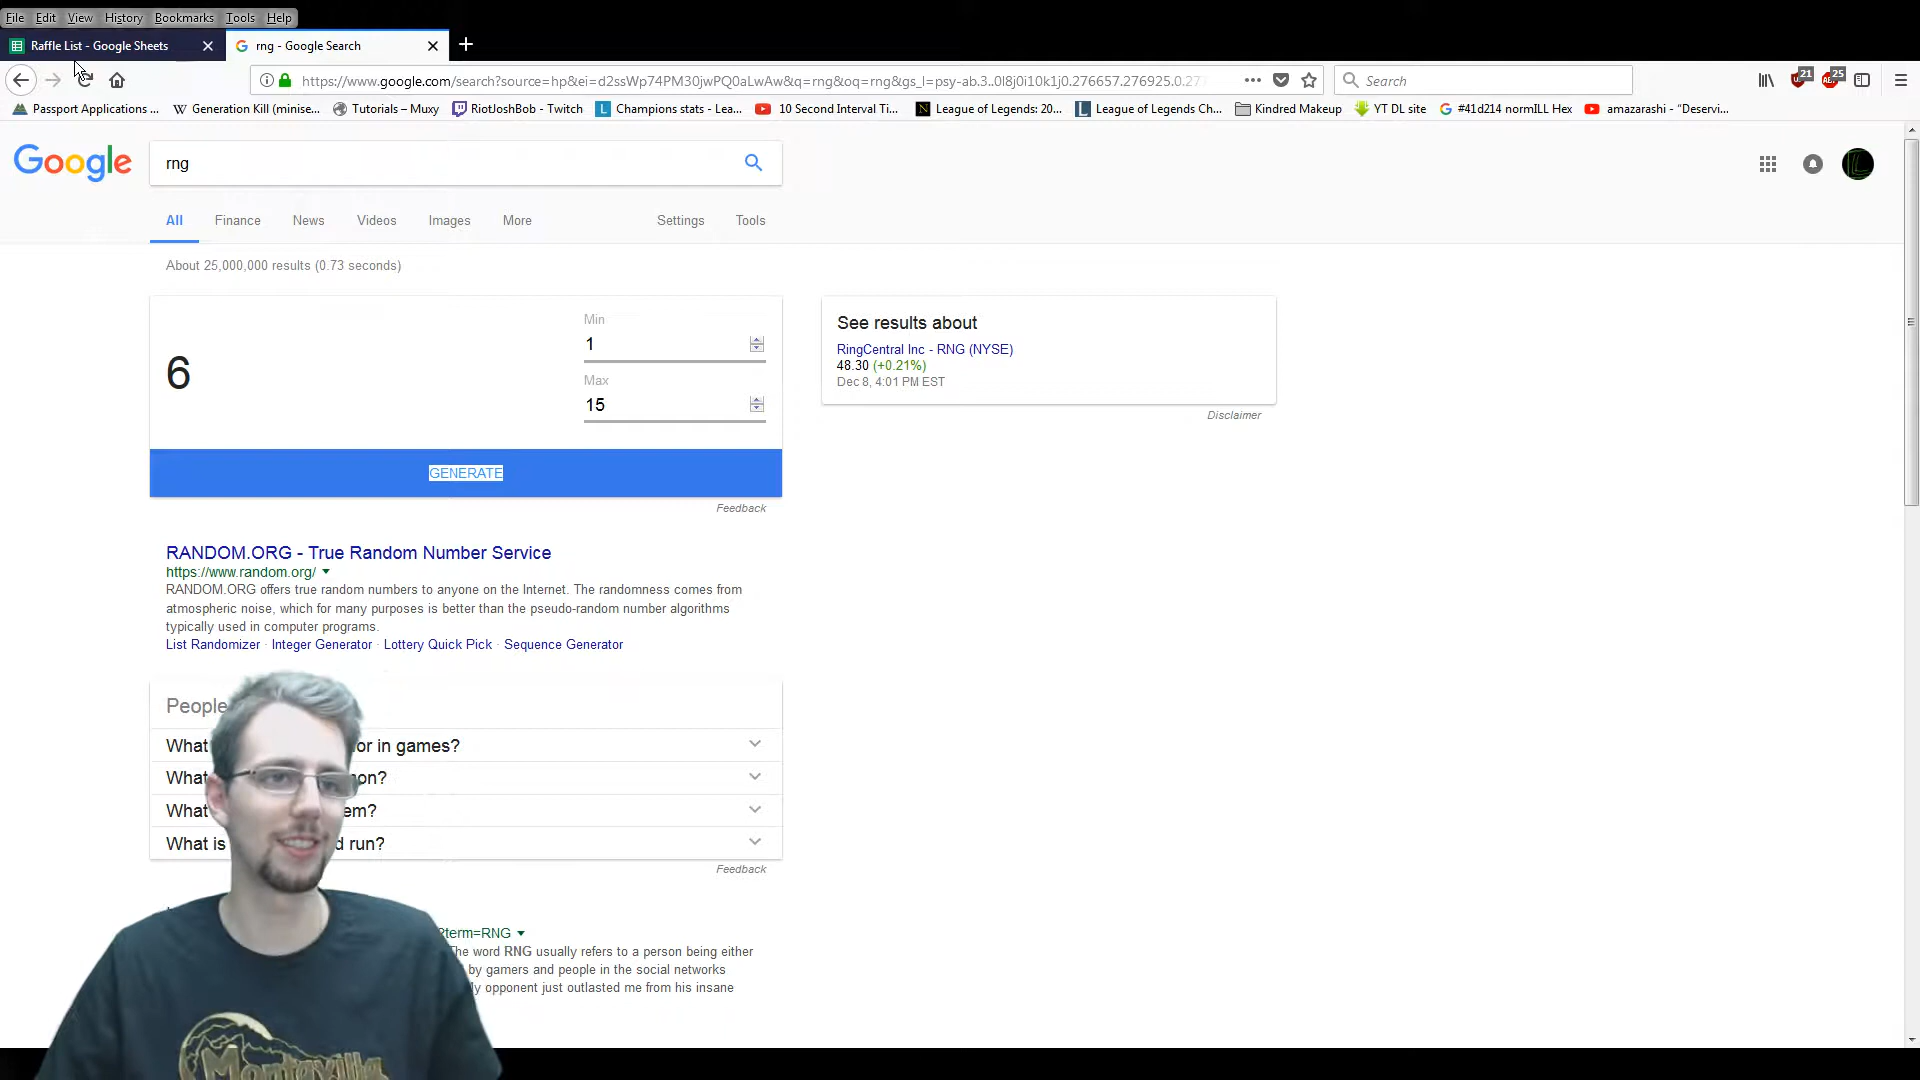 File Edit View History Bookmarks Tools Help
Raffle List - Google Sheets
rng - Google Search
https://www.google.com/search?source=hp&ei=d2ssWp74PM30jwPQ0aLwAw&q=rng&oq=rng&gs_l=psy-ab.3..0l8j0i10k1j0.276657.276925.0.27
Search
21
25
Passport Applications ... Generation Kill (minise... Tutorials – Muxy RiotJoshBob - Twitch Champions stats - Lea... 10 Second Interval Ti... League of Legends: 20... League of Legends Ch... Kindred Makeup YT DL site #41d214 normILL Hex amazarashi - "Deservi...
Google
rng
All Finance News Videos Images More Settings Tools
About 25,000,000 results (0.73 seconds)
6
Min
1
Max
15
GENERATE
Feedback
See results about
RingCentral Inc - RNG (NYSE)
48.30 (+0.21%)
Dec 8, 4:01 PM EST
Disclaimer
RANDOM.ORG - True Random Number Service
https://www.random.org/
RANDOM.ORG offers true random numbers to anyone on the Internet. The randomness comes from
atmospheric noise, which for many purposes is better than the pseudo-random number algorithms
typically used in computer programs.
List Randomizer · Integer Generator · Lottery Quick Pick · Sequence Generator
People
What or in games?
What mon?
What em?
What is d run?
Feedback
?term=RNG
The word RNG usually refers to a person being either
by gamers and people in the social networks
ly opponent just outlasted me from his insane